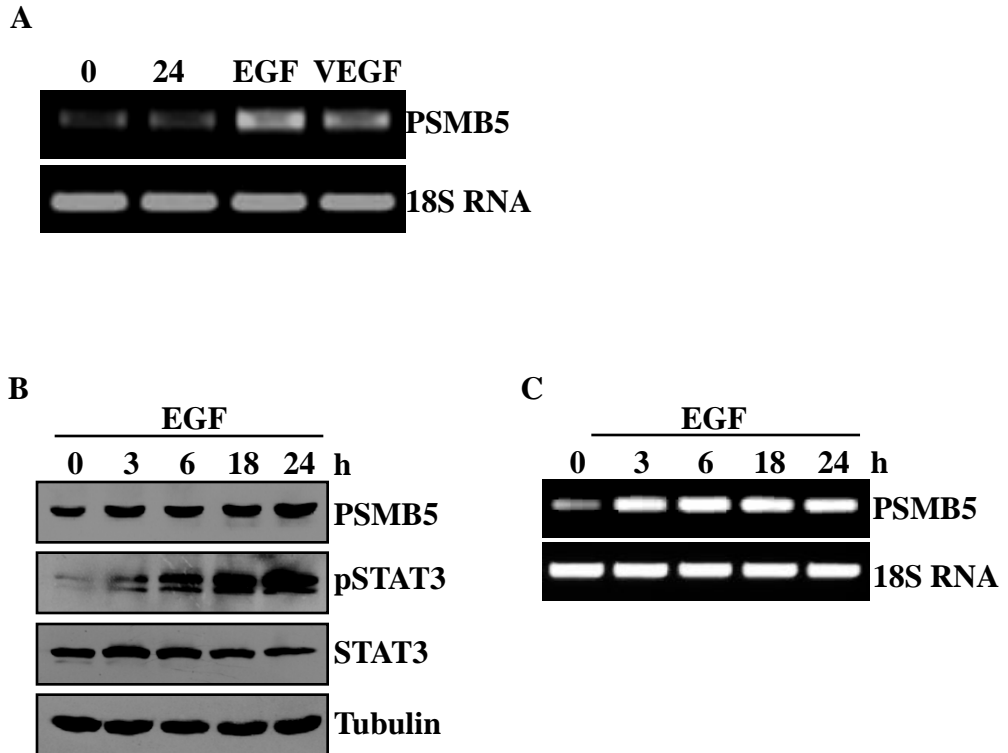 A
0 24 EGF VEGF
PSMB5
18S RNA
B
EGF
0 3 6 18 24 h
PSMB5
pSTAT3
STAT3
Tubulin
C
EGF
0 3 6 18 24 h
PSMB5
18S RNA